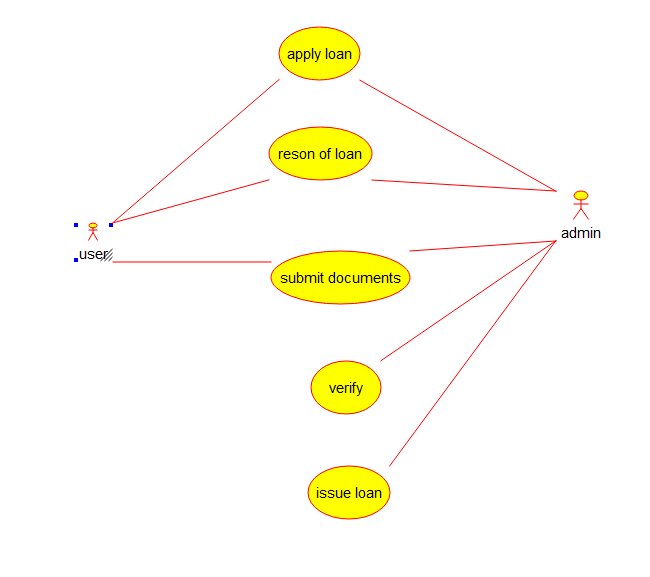 apply loan
reson of loan
admin
user
submit documents
verify
issue loan